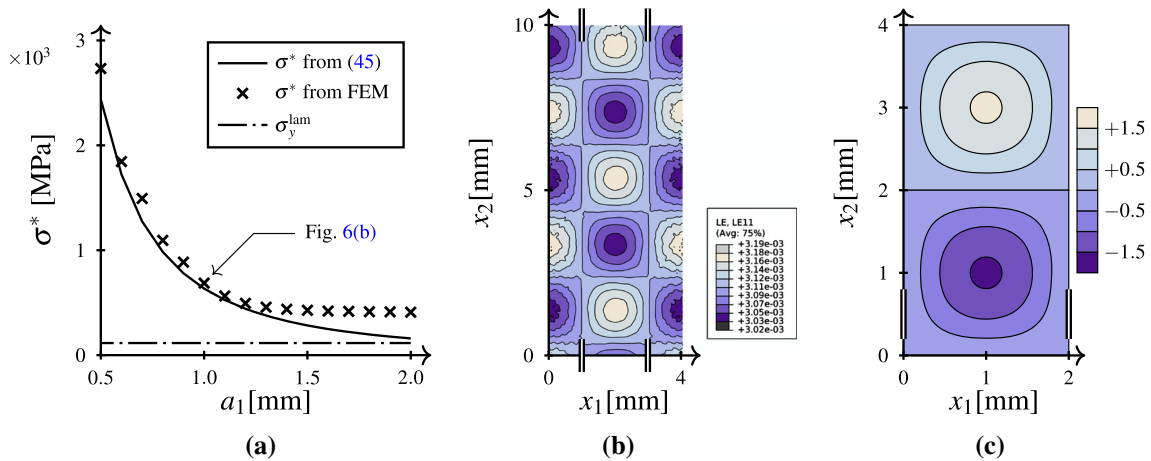 ×10³
3
2
1
0
σ* [MPa]
σ* from (45)
σ* from FEM
σ_y^lam
Fig. 6(b)
0.5 1.0 1.5 2.0
a₁[mm]
(a)
10
5
0
x₂[mm]
0 4
x₁[mm]
LE, LE11
(Avg: 75%)
+3.19e-03
+3.18e-03
+3.16e-03
+3.14e-03
+3.12e-03
+3.11e-03
+3.09e-03
+3.07e-03
+3.05e-03
+3.03e-03
+3.02e-03
(b)
4
3
2
1
0
x₂[mm]
0 1 2
x₁[mm]
+1.5
+0.5
−0.5
−1.5
(c)